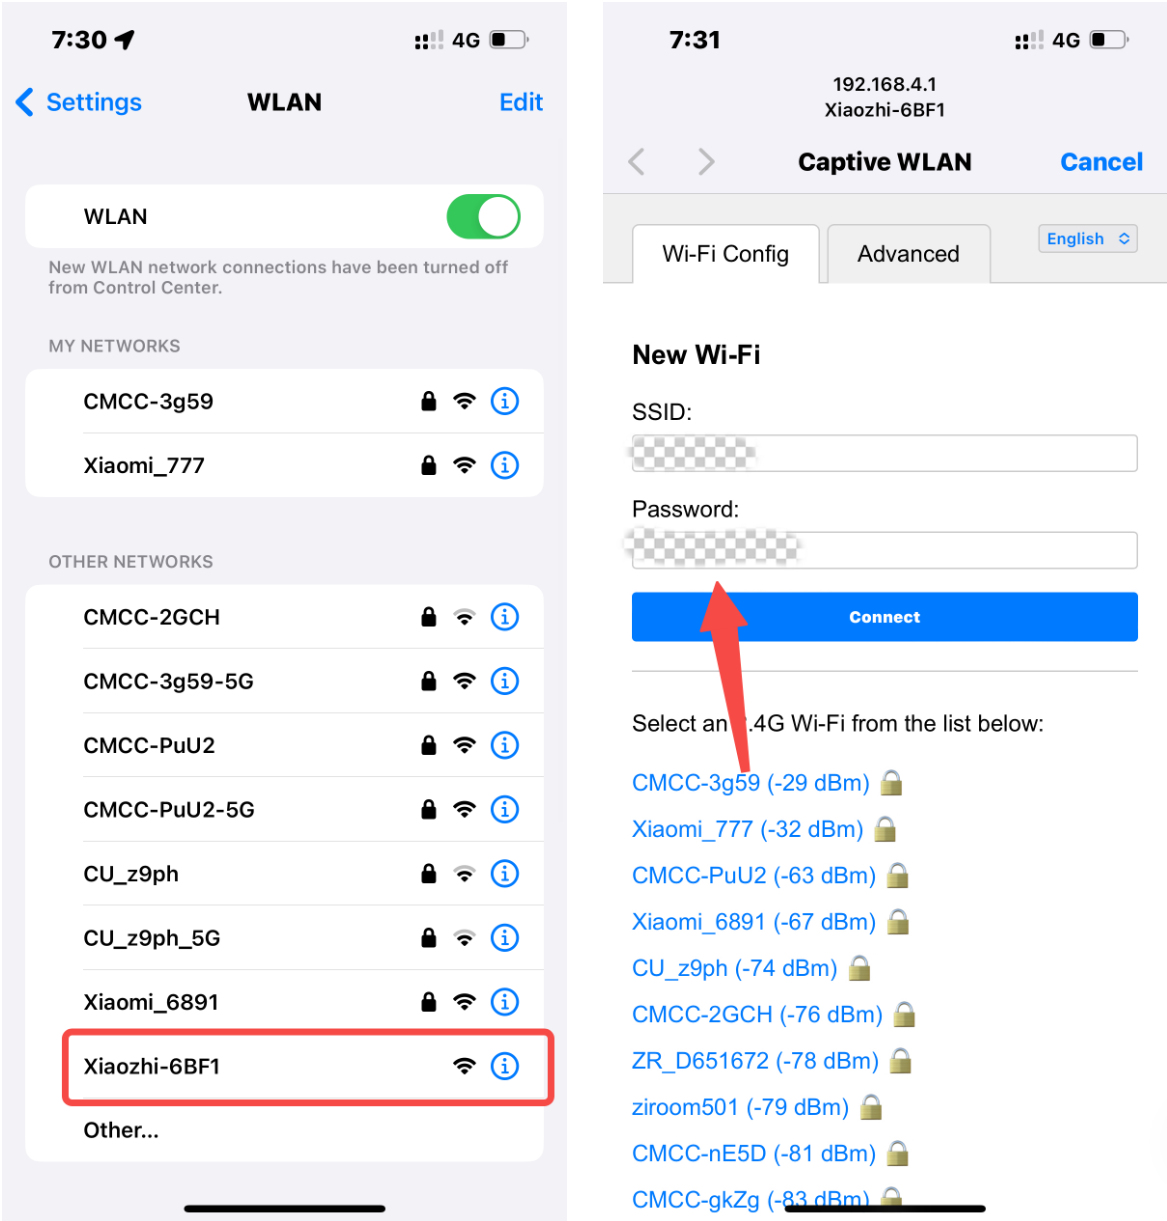 7:30
4G
Settings
WLAN
Edit
WLAN
New WLAN network connections have been turned off
from Control Center.
MY NETWORKS
CMCC-3g59
Xiaomi_777
OTHER NETWORKS
CMCC-2GCH
CMCC-3g59-5G
CMCC-PuU2
CMCC-PuU2-5G
CU_z9ph
CU_z9ph_5G
Xiaomi_6891
Xiaozhi-6BF1
Other...
7:31
4G
192.168.4.1
Xiaozhi-6BF1
Captive WLAN
Cancel
Wi-Fi Config
Advanced
English
New Wi-Fi
SSID:
Password:
Connect
Select an .4G Wi-Fi from the list below:
CMCC-3g59 (-29 dBm)
Xiaomi_777 (-32 dBm)
CMCC-PuU2 (-63 dBm)
Xiaomi_6891 (-67 dBm)
CU_z9ph (-74 dBm)
CMCC-2GCH (-76 dBm)
ZR_D651672 (-78 dBm)
ziroom501 (-79 dBm)
CMCC-nE5D (-81 dBm)
CMCC-gkZg (-83 dBm)